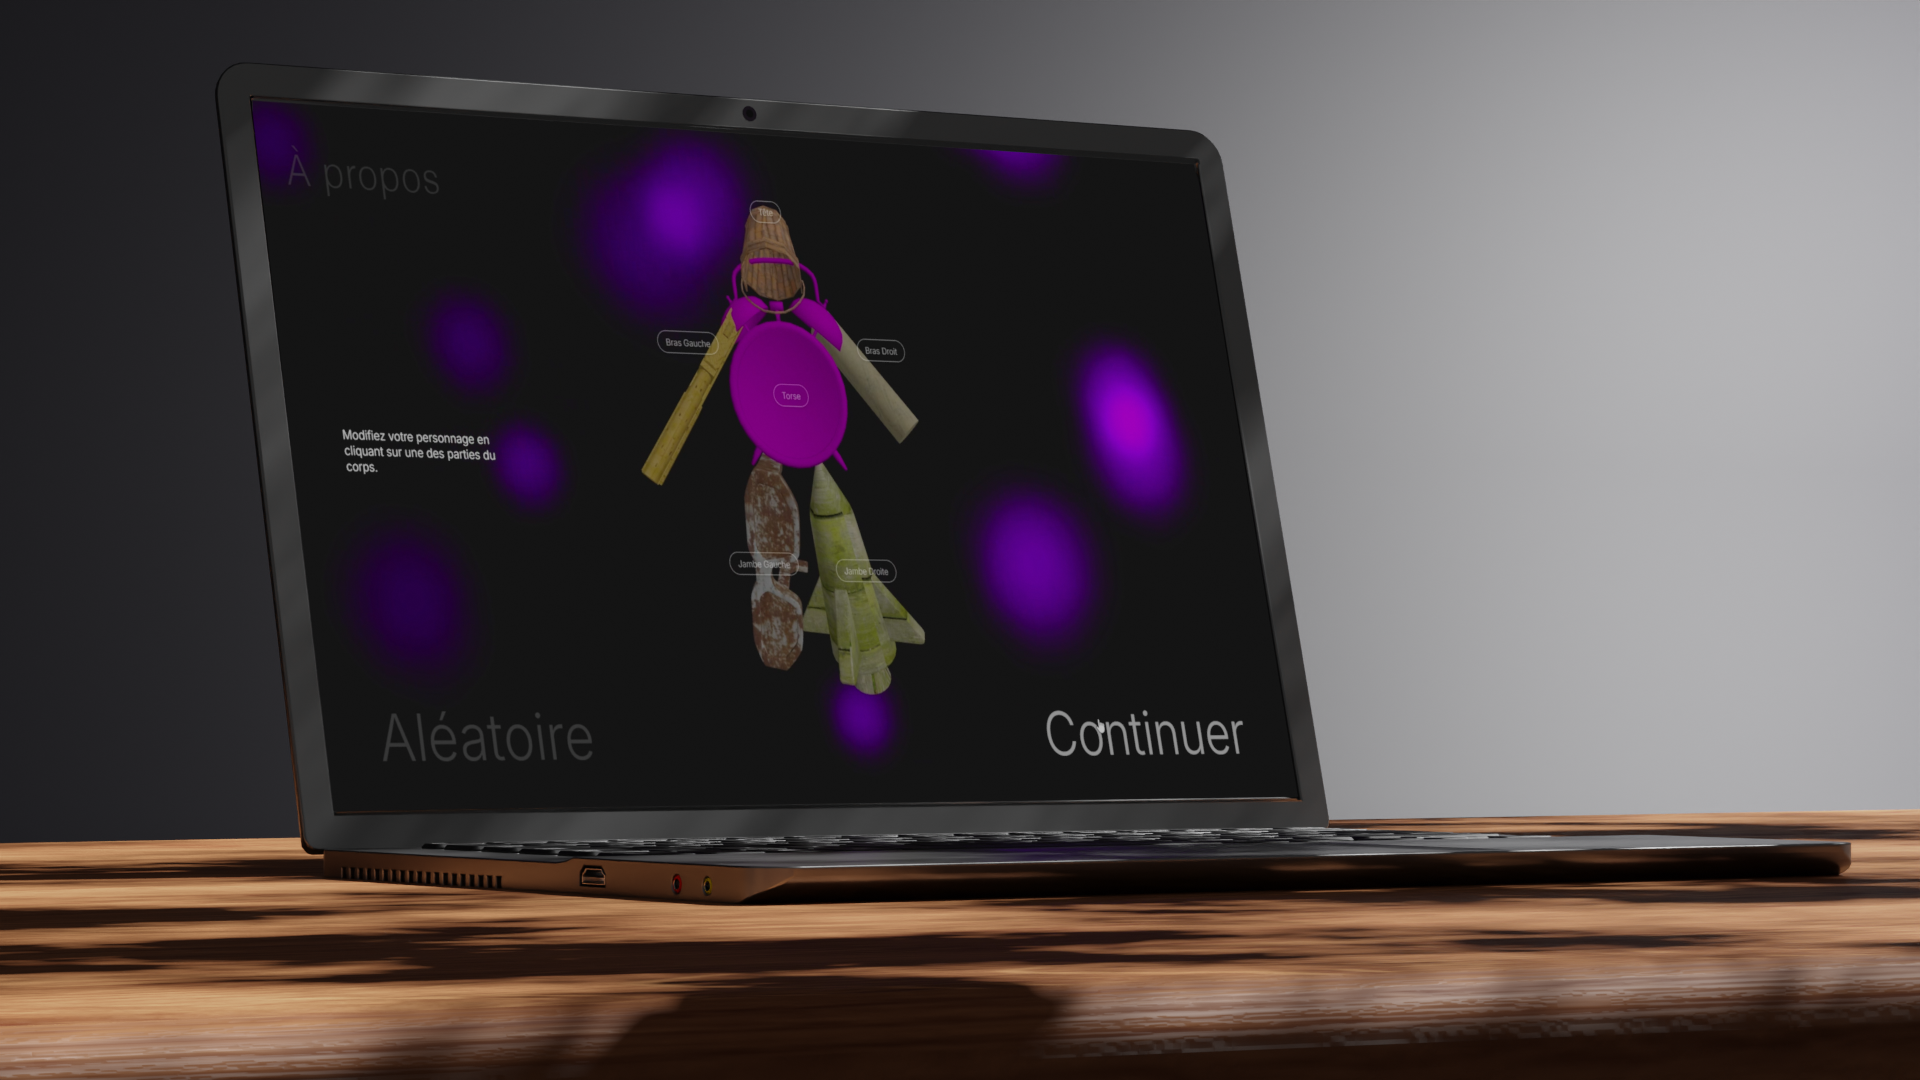 À propos
Tête
Bras Gauche
Bras Droit
Torse
Modifiez votre personnage en
cliquant sur une des parties du
corps.
Jambe Gauche
Jambe Droite
Aléatoire
Continuer